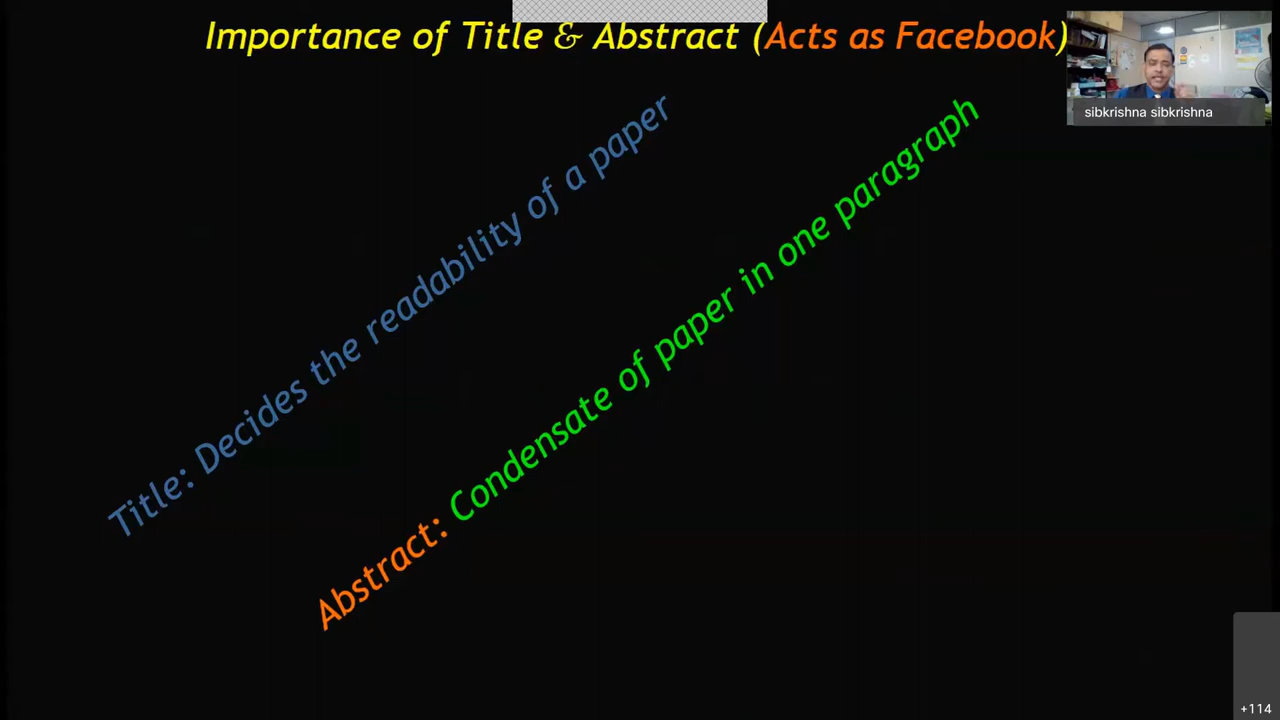 Importance of Title & Abstract (Acts as Facebook)
sibkrishna sibkrishna
Title: Decides the readability of a paper
Abstract: Condensate of paper in one paragraph
+114